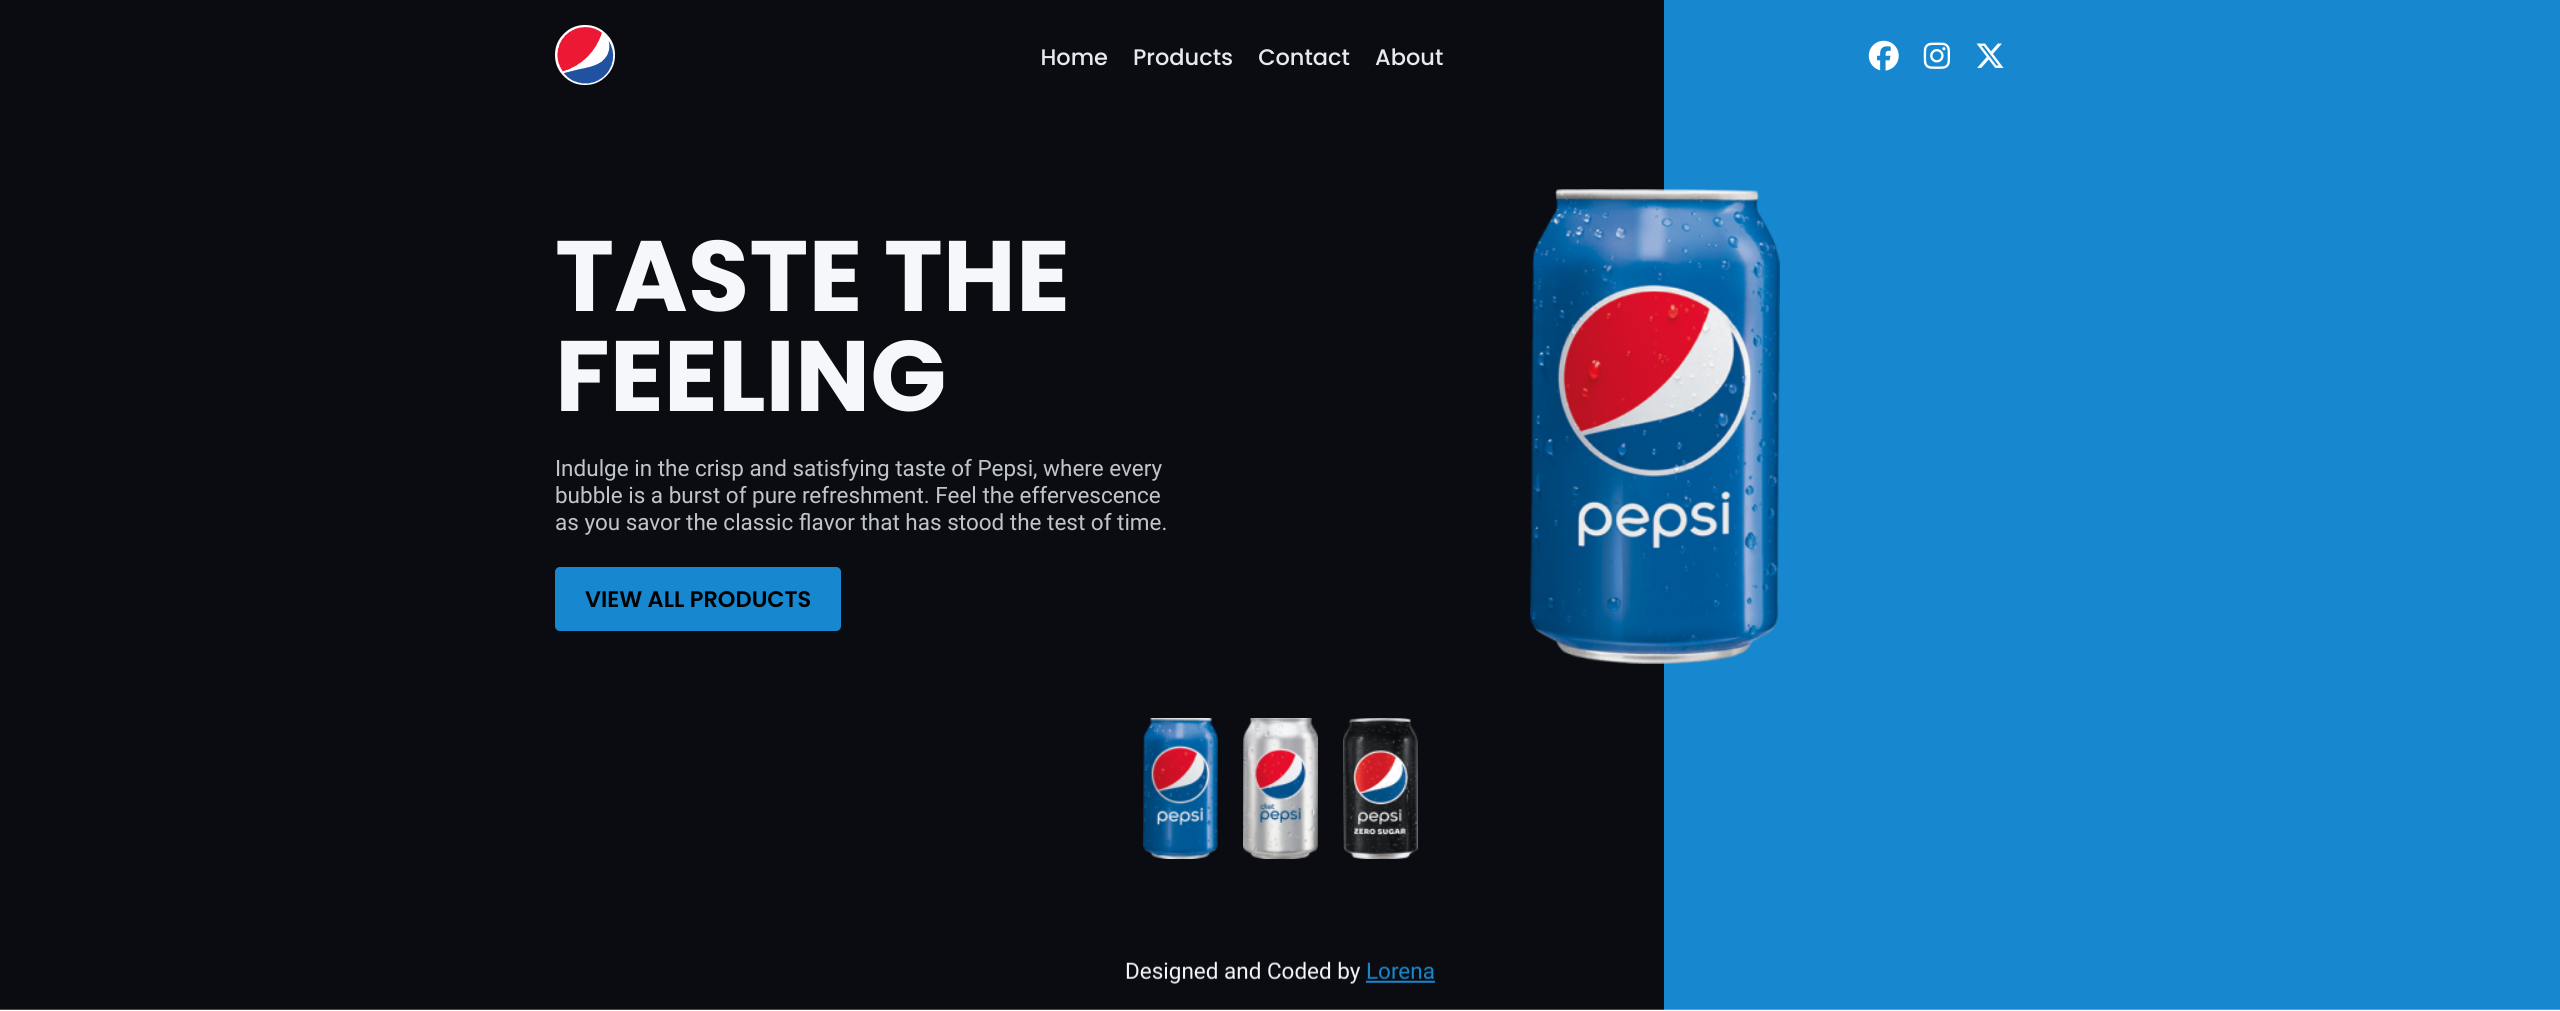 Home Products Contact About
TASTE THE
FEELING
Indulge in the crisp and satisfying taste of Pepsi, where every
bubble is a burst of pure refreshment. Feel the effervescence
as you savor the classic flavor that has stood the test of time.
VIEW ALL PRODUCTS
pepsi
pepsi
diet
pepsi
pepsi
ZERO SUGAR
Designed and Coded by Lorena